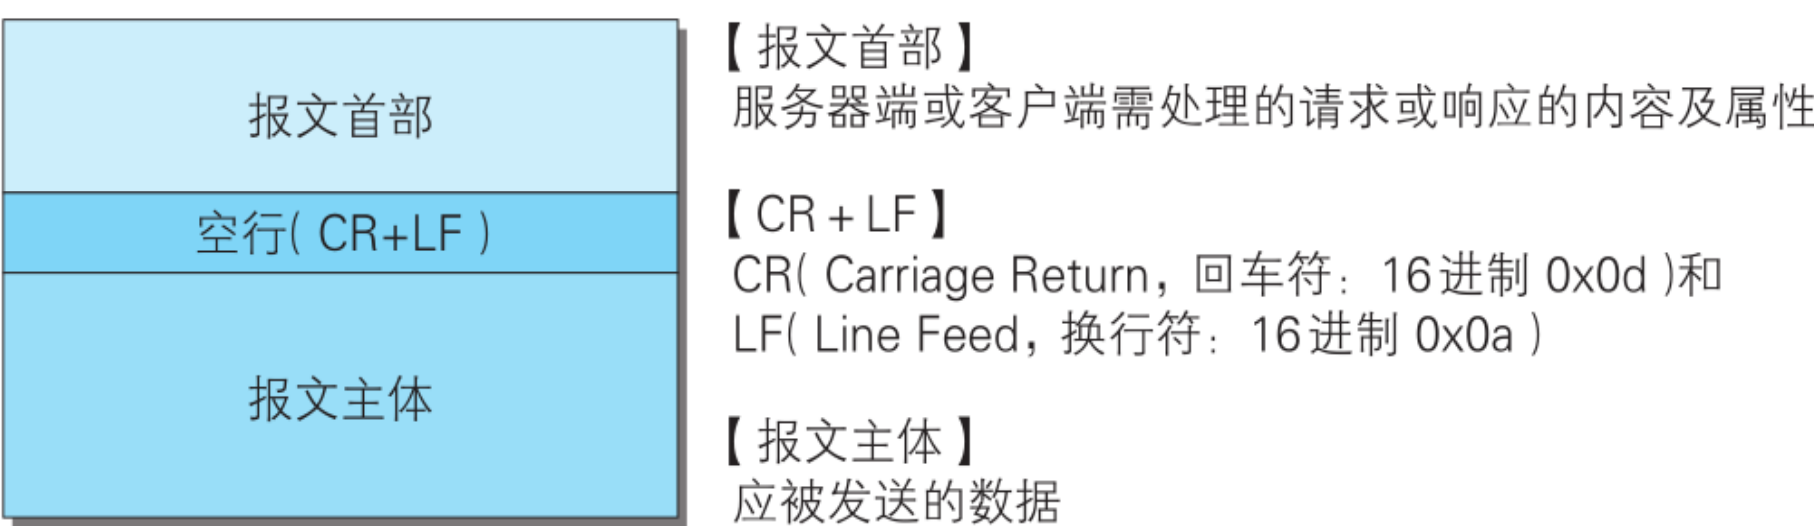 报文首部
空行( CR+LF )
报文主体
【报文首部】
服务器端或客户端需处理的请求或响应的内容及属性
【CR + LF】
CR( Carriage Return，回车符：16进制 0x0d )和
LF( Line Feed，换行符：16进制 0x0a )
【报文主体】
应被发送的数据